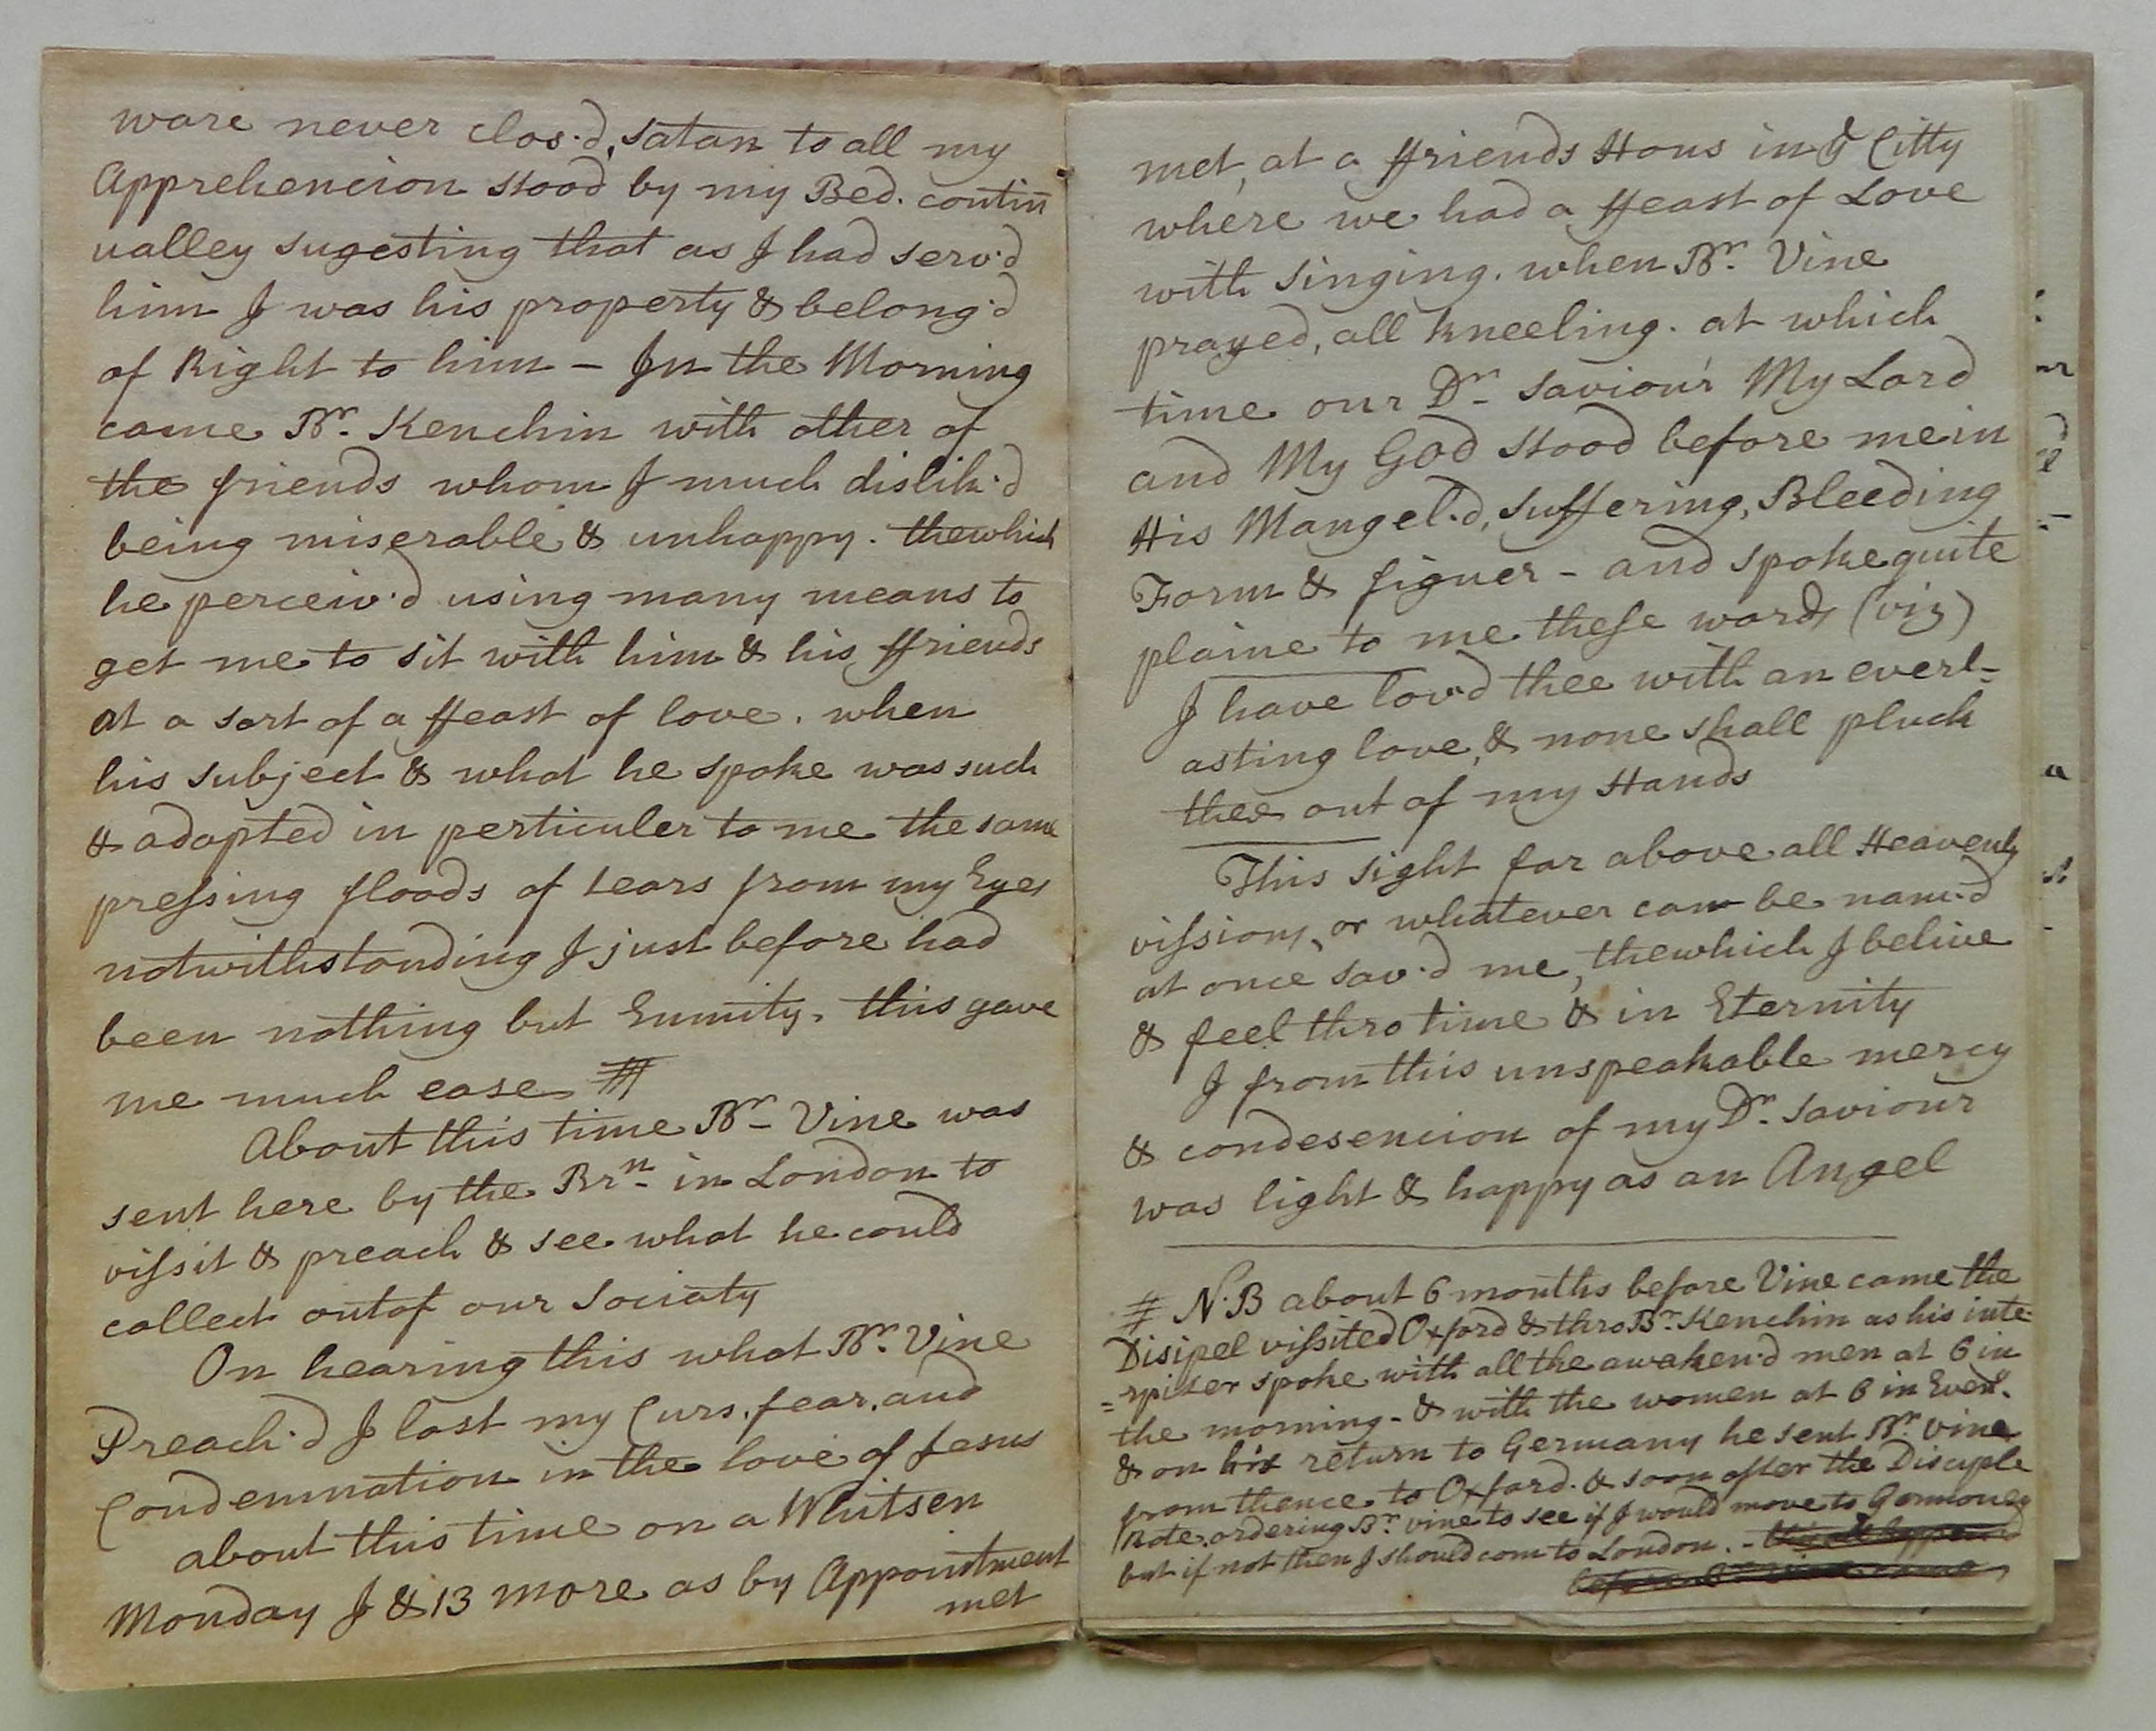 ware never clos'd, Satan to all my
Apprehencion stood by my Bed. contin
ualley sugesting that as I had serv'd
him I was his property & belong'd
of Right to him – In the Morning
came Br. Kenchin with other of
the friends whom I much dislik'd
being miserable & unhappy. thewhich
he perceiv'd using many means to
get me to sit with him & his ffriends
at a sort of a ffeast of love. when
his subject & what he spoke was such
& adapted in perticuler to me the same
preſsing floods of tears from my Eyes
notwithstanding I just before had
been nothing but Enmity. this gave
me much ease #
About this time Br. Vine was
sent here by the Brn. in London to
viſsit & preach & see what he could
collect outof our Sociaty
On hearing this what Br. Vine
Preach'd I lost my Curs. fear. and
Condemnation in the love of Jesus
about this time on a Whitsen
Monday I & 13 more as by Appointment
met
met, at a ffriends Hous in ye Citty
where we had a ffeast of Love
with singing. when Br. Vine
prayed, all kneeling. at which
time our Dr. Saviour My Lord
and My GOD stood before me in
His Mangel'd, Suffering, Bleeding
Form & figuer – and spoke quite
plaine to me theſe words (viz)
I have lov'd thee with an everl-
asting love, & none shall pluck
thee out of my Hands
This sight far above all Heavenly
viſsions, or whatever can be nam'd
at once sav'd me, thewhich I belive
& feel thro time & in Eternity
I from this unspeakable mercy
& condesencion of my Dr. Saviour
was light & happy as an Angel
# N.B about 6 months before Vine came the
Disipel viſsited Oxford & thro Br. Kenchin as his inte-
=rpiter spoke with all the awaken'd men at 6 in
the morning - & with the women at 6 in Eveng.
& on his return to Germany he sent Br. Vine
from thence to Oxford. & soon after the Disciple
Rote. ordering Br. Vine to see if I would move to Germoney
but if not then I should com to London. -